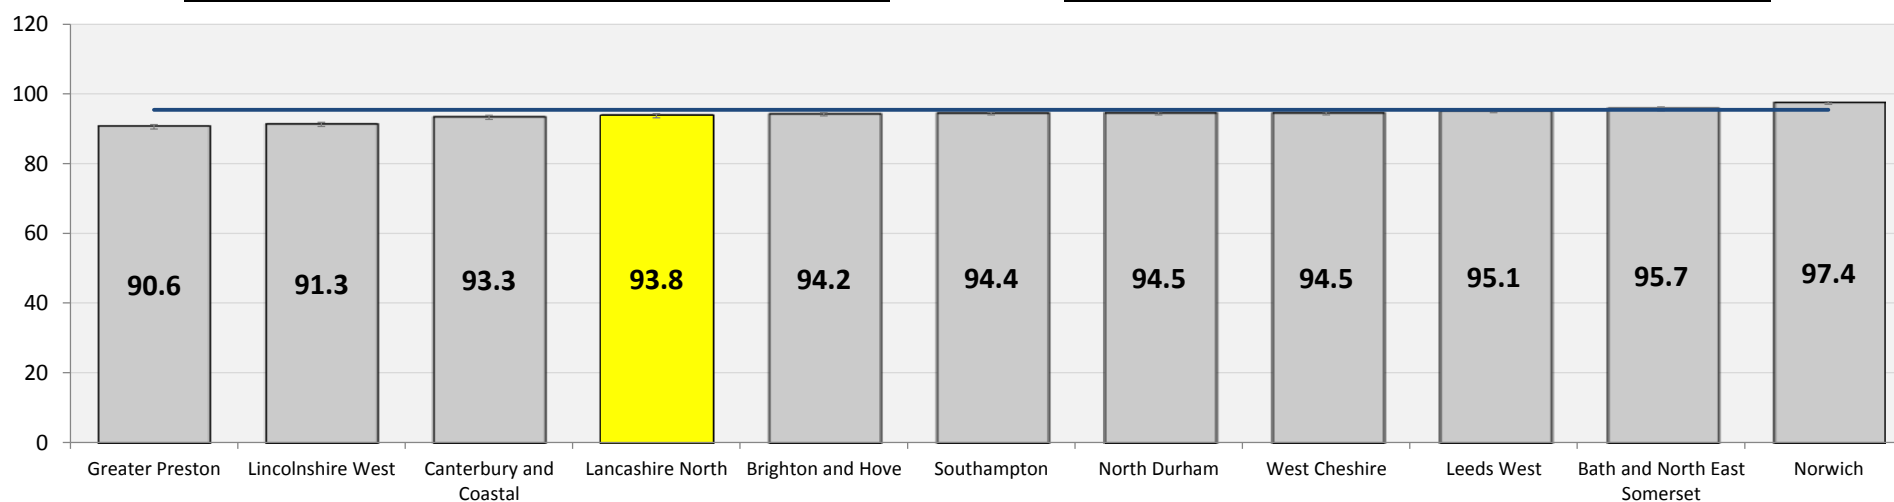 120
100
80
60
40
20
0
90.6
91.3
93.3
93.8
94.2
94.4
94.5
94.5
95.1
95.7
97.4
Greater Preston
Lincolnshire West
Canterbury and
Coastal
Lancashire North
Brighton and Hove
Southampton
North Durham
West Cheshire
Leeds West
Bath and North East
Somerset
Norwich